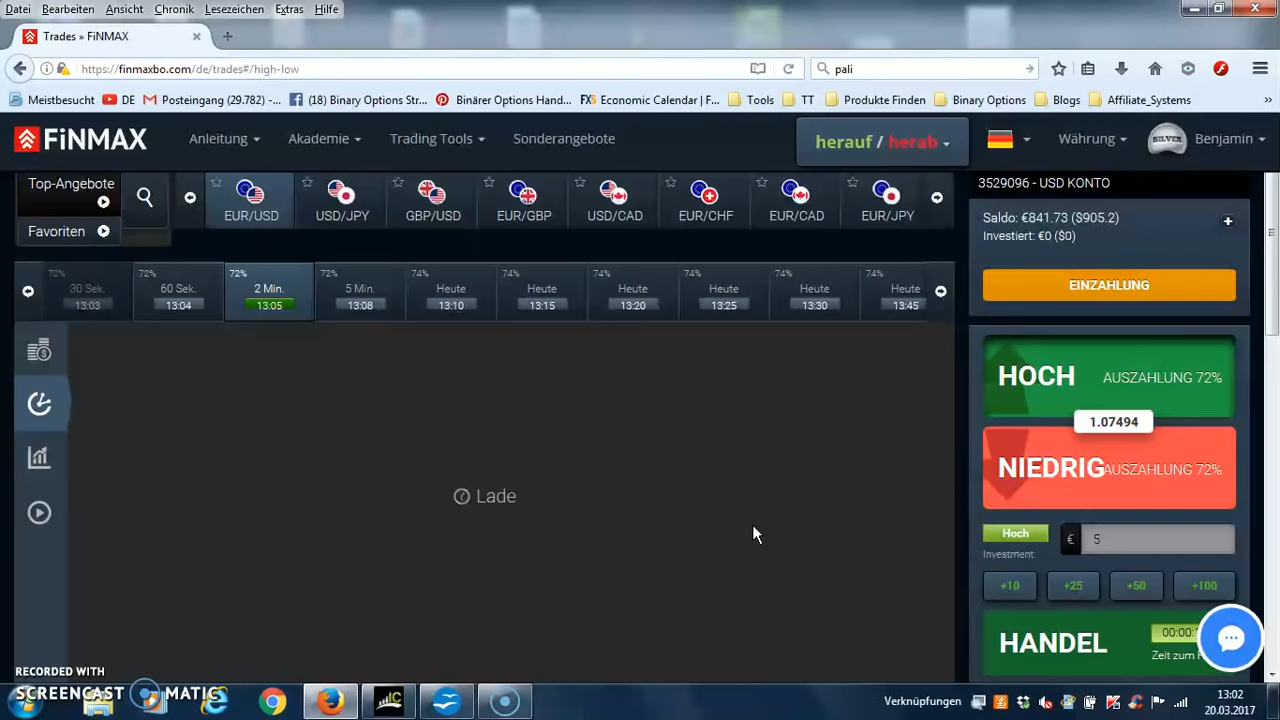 Datei Bearbeiten Ansicht Chronik Lesezeichen Extras Hilfe
Trades » FiNMAX
https://finmaxbo.com/de/trades#/high-low
pali
Meistbesucht
DE
Posteingang (29.782) -...
(18) Binary Options Str...
Binärer Options Hand...
FXS Economic Calendar | F...
Tools
TT
Produkte Finden
Binary Options
Blogs
Affiliate_Systems
FiNMAX
Anleitung
Akademie
Trading Tools
Sonderangebote
herauf / herab
Währung
SILVER
Benjamin
Top-Angebote
Favoriten
EUR/USD
USD/JPY
GBP/USD
EUR/GBP
USD/CAD
EUR/CHF
EUR/CAD
EUR/JPY
3529096 - USD KONTO
Saldo: €841.73 ($905.2)
Investiert: €0 ($0)
EINZAHLUNG
72%
30 Sek.
13:03
72%
60 Sek.
13:04
72%
2 Min.
13:05
72%
5 Min.
13:08
74%
Heute
13:10
74%
Heute
13:15
74%
Heute
13:20
74%
Heute
13:25
74%
Heute
13:30
74%
Heute
13:45
Lade
HOCH AUSZAHLUNG 72%
1.07494
NIEDRIG AUSZAHLUNG 72%
Hoch
Investment:
€ 5
+10
+25
+50
+100
HANDEL
00:00:
Zeit zum
RECORDED WITH
SCREENCAST MATIC
Verknüpfungen
13:02
20.03.2017